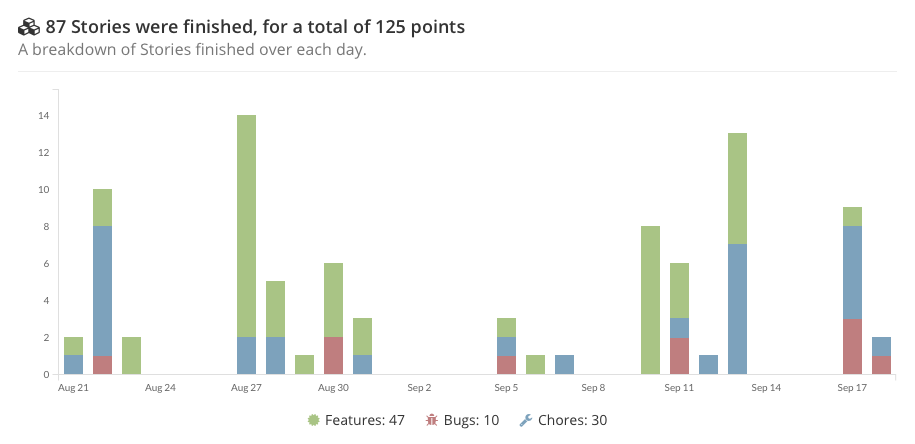 87 Stories were finished, for a total of 125 points
A breakdown of Stories finished over each day.
14
12
10
8
6
4
2
0
Aug 21 Aug 24 Aug 27 Aug 30 Sep 2 Sep 5 Sep 8 Sep 11 Sep 14 Sep 17
Features: 47 Bugs: 10 Chores: 30